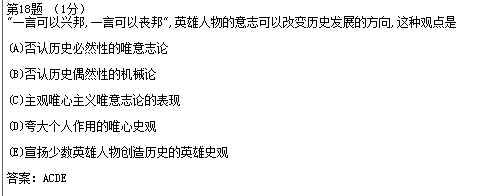 第18题 （1分）
"一言可以兴邦,一言可以丧邦",英雄人物的意志可以改变历史发展的方向,这种观点是
(A)否认历史必然性的唯意志论
(B)否认历史偶然性的机械论
(C)主观唯心主义唯意志论的表现
(D)夸大个人作用的唯心史观
(E)宣扬少数英雄人物创造历史的英雄史观
答案: ACDE